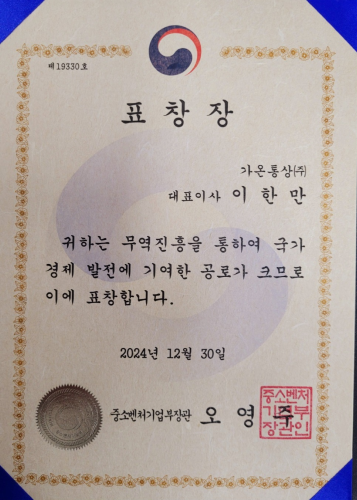 제19330호
표창장
가온통상(주)
대표이사 이한만
귀하는 무역진흥을 통하여 국가
경제 발전에 기여한 공로가 크므로
이에 표창합니다.
2024년 12월 30일
중소벤처기업부장관 오영주
중소벤처
기업부
장관인